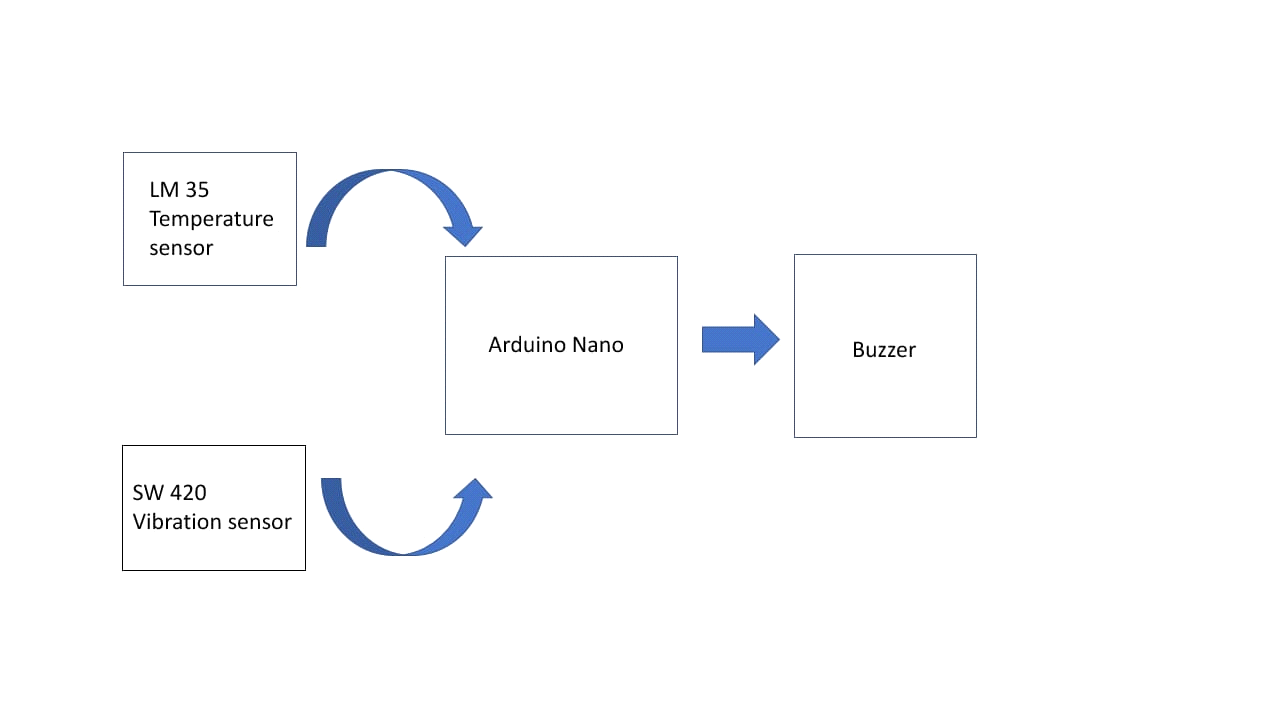 LM 35
Temperature
sensor
Arduino Nano
Buzzer
SW 420
Vibration sensor